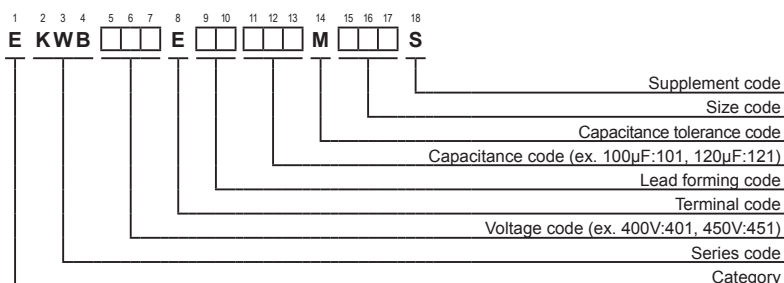 1 2 3 4 5 6 7 8 9 10 11 12 13 14 15 16 17 18
E KWB E M S
Supplement code
Size code
Capacitance tolerance code
Capacitance code (ex. 100µF:101, 120µF:121)
Lead forming code
Terminal code
Voltage code (ex. 400V:401, 450V:451)
Series code
Category